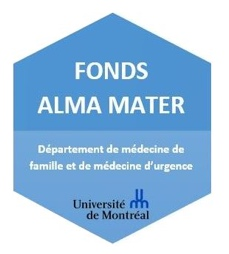 FONDS
ALMA MATER
Département de médecine de
famille et de médecine d'urgence
Université
de Montréal